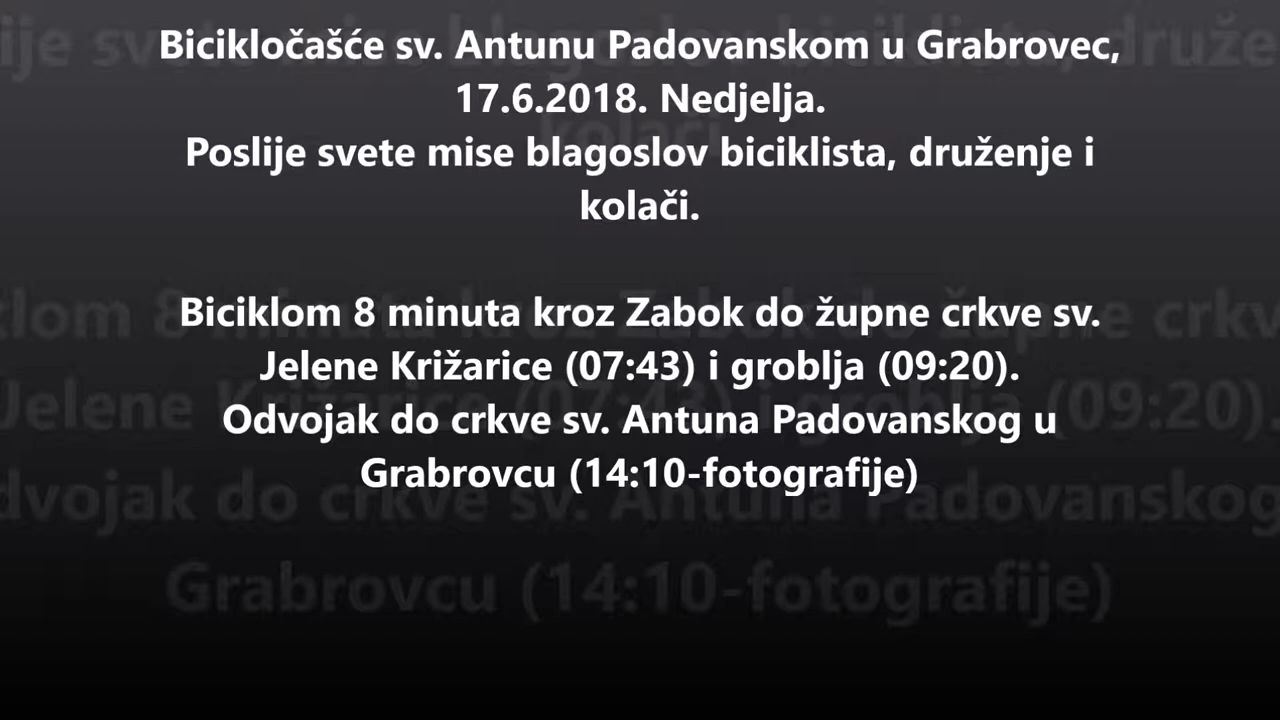 Bicikločašće sv. Antunu Padovanskom u Grabrovec,
17.6.2018. Nedjelja.
Poslije svete mise blagoslov biciklista, druženje i
kolači.
Biciklom 8 minuta kroz Zabok do župne crkve sv.
Jelene Križarice (07:43) i groblja (09:20).
Odvojak do crkve sv. Antuna Padovanskog u
Grabrovcu (14:10-fotografije)